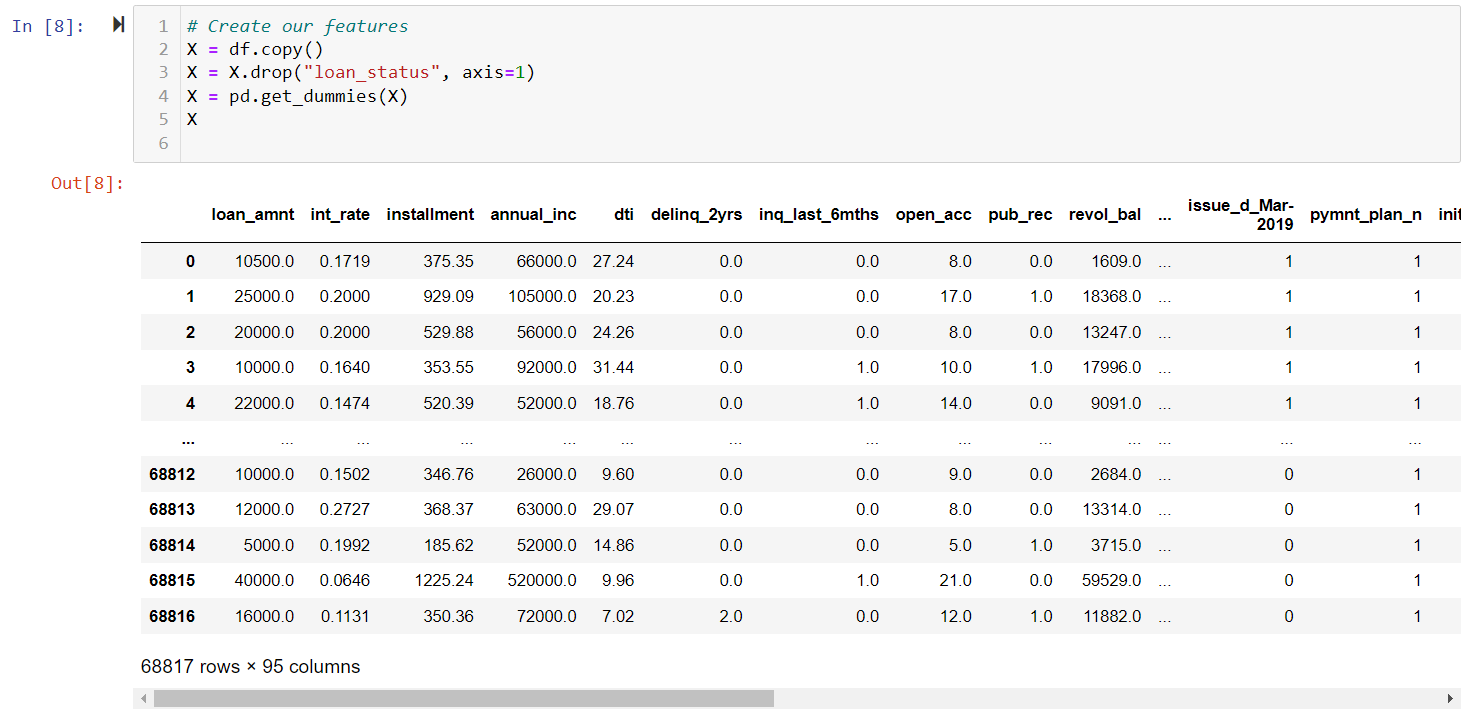 In [8]:
1 # Create our features
2 X = df.copy()
3 X = X.drop("loan_status", axis=1)
4 X = pd.get_dummies(X)
5 X
6
Out[8]:
loan_amnt int_rate installment annual_inc dti delinq_2yrs inq_last_6mths open_acc pub_rec revol_bal ... issue_d_Mar-2019 pymnt_plan_n init
0 10500.0 0.1719 375.35 66000.0 27.24 0.0 0.0 8.0 0.0 1609.0 ... 1 1
1 25000.0 0.2000 929.09 105000.0 20.23 0.0 0.0 17.0 1.0 18368.0 ... 1 1
2 20000.0 0.2000 529.88 56000.0 24.26 0.0 0.0 8.0 0.0 13247.0 ... 1 1
3 10000.0 0.1640 353.55 92000.0 31.44 0.0 1.0 10.0 1.0 17996.0 ... 1 1
4 22000.0 0.1474 520.39 52000.0 18.76 0.0 1.0 14.0 0.0 9091.0 ... 1 1
... ... ... ... ... ... ... ... ... ... ... ... ... ...
68812 10000.0 0.1502 346.76 26000.0 9.60 0.0 0.0 9.0 0.0 2684.0 ... 0 1
68813 12000.0 0.2727 368.37 63000.0 29.07 0.0 0.0 8.0 0.0 13314.0 ... 0 1
68814 5000.0 0.1992 185.62 52000.0 14.86 0.0 0.0 5.0 1.0 3715.0 ... 0 1
68815 40000.0 0.0646 1225.24 520000.0 9.96 0.0 1.0 21.0 0.0 59529.0 ... 0 1
68816 16000.0 0.1131 350.36 72000.0 7.02 2.0 0.0 12.0 1.0 11882.0 ... 0 1
68817 rows × 95 columns